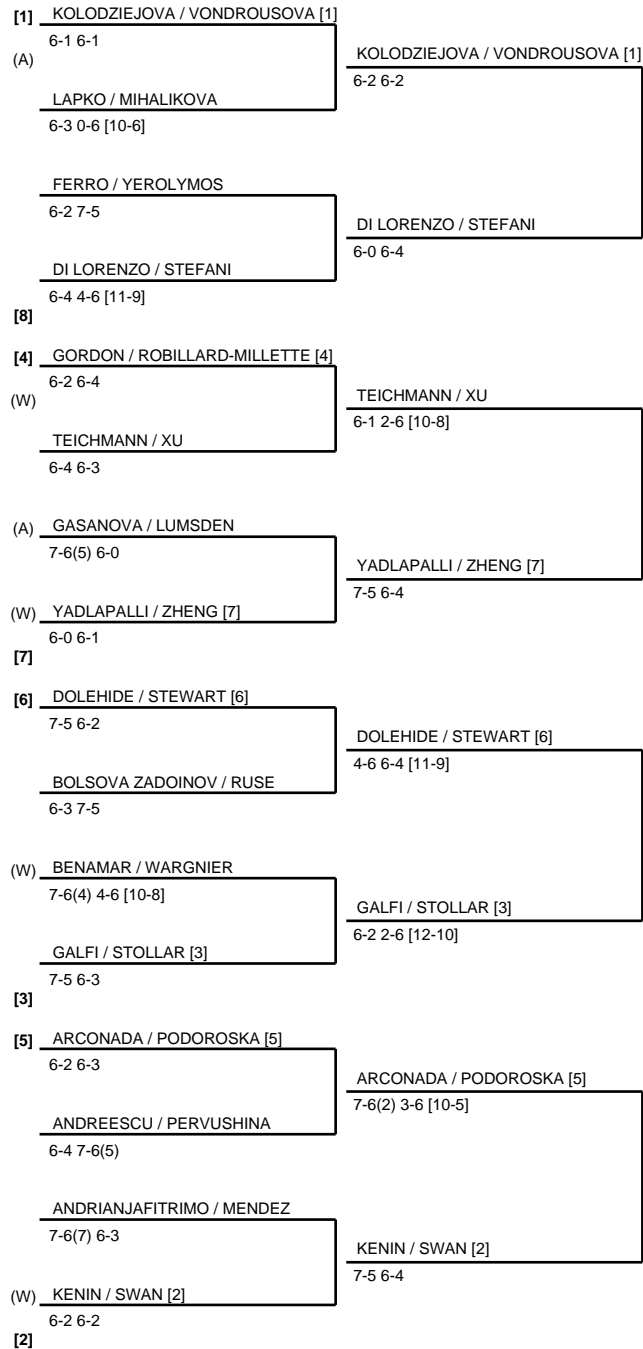 [1] KOLODZIEJOVA / VONDROUSOVA [1]
6-1 6-1
(A)
KOLODZIEJOVA / VONDROUSOVA [1]
6-2 6-2
LAPKO / MIHALIKOVA
6-3 0-6 [10-6]
FERRO / YEROLYMOS
6-2 7-5
DI LORENZO / STEFANI
6-0 6-4
DI LORENZO / STEFANI
6-4 4-6 [11-9]
[8]
[4] GORDON / ROBILLARD-MILLETTE [4]
6-2 6-4
(W)
TEICHMANN / XU
6-1 2-6 [10-8]
TEICHMANN / XU
6-4 6-3
(A) GASANOVA / LUMSDEN
7-6(5) 6-0
YADLAPALLI / ZHENG [7]
7-5 6-4
(W) YADLAPALLI / ZHENG [7]
6-0 6-1
[7]
[6] DOLEHIDE / STEWART [6]
7-5 6-2
DOLEHIDE / STEWART [6]
4-6 6-4 [11-9]
BOLSOVA ZADOINOV / RUSE
6-3 7-5
(W) BENAMAR / WARGNIER
7-6(4) 4-6 [10-8]
GALFI / STOLLAR [3]
6-2 2-6 [12-10]
GALFI / STOLLAR [3]
7-5 6-3
[3]
[5] ARCONADA / PODOROSKA [5]
6-2 6-3
ARCONADA / PODOROSKA [5]
7-6(2) 3-6 [10-5]
ANDREESCU / PERVUSHINA
6-4 7-6(5)
ANDRIANJAFITRIMO / MENDEZ
7-6(7) 6-3
KENIN / SWAN [2]
7-5 6-4
(W) KENIN / SWAN [2]
6-2 6-2
[2]